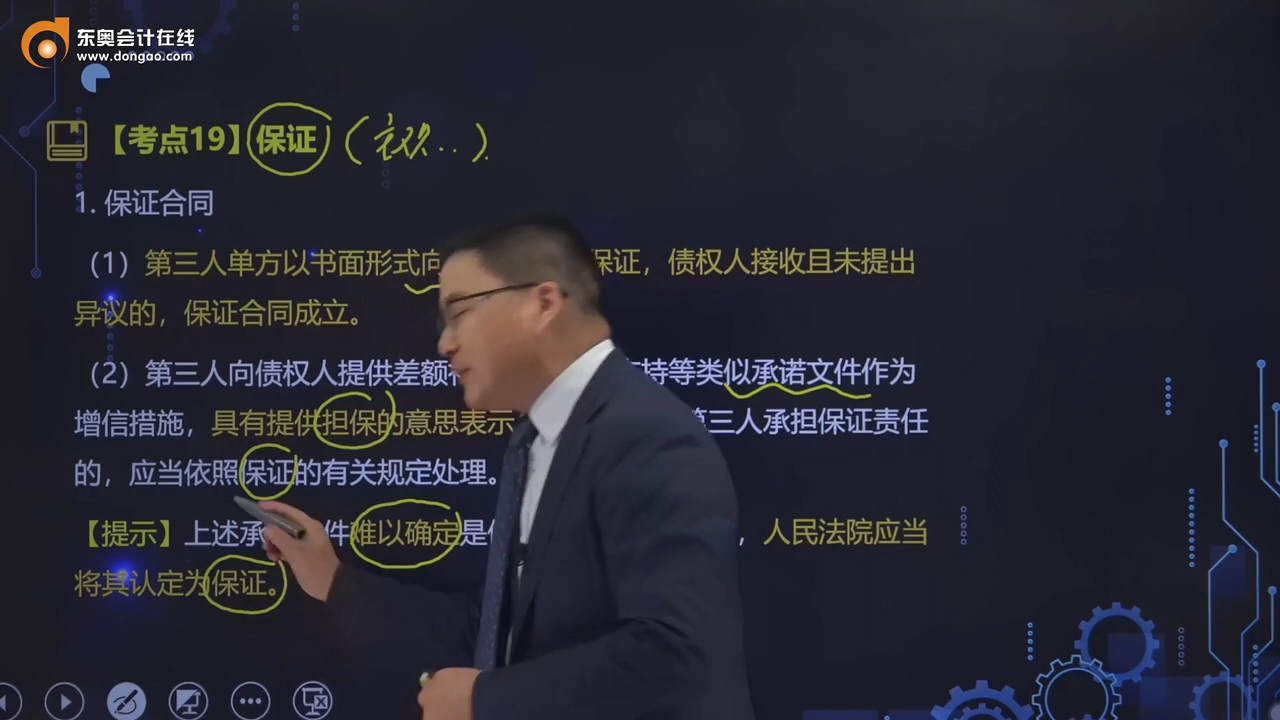 东奥会计在线
www.dongao.com
【考点19】保证
1. 保证合同
（1）第三人单方以书面形式向 保证，债权人接收且未提出
异议的，保证合同成立。
（2）第三人向债权人提供差额 等类似承诺文件作为
增信措施，具有提供担保的意思表示 第三人承担保证责任
的，应当依照保证的有关规定处理。
【提示】上述承 件难以确定是 ，人民法院应当
将其认定为保证。